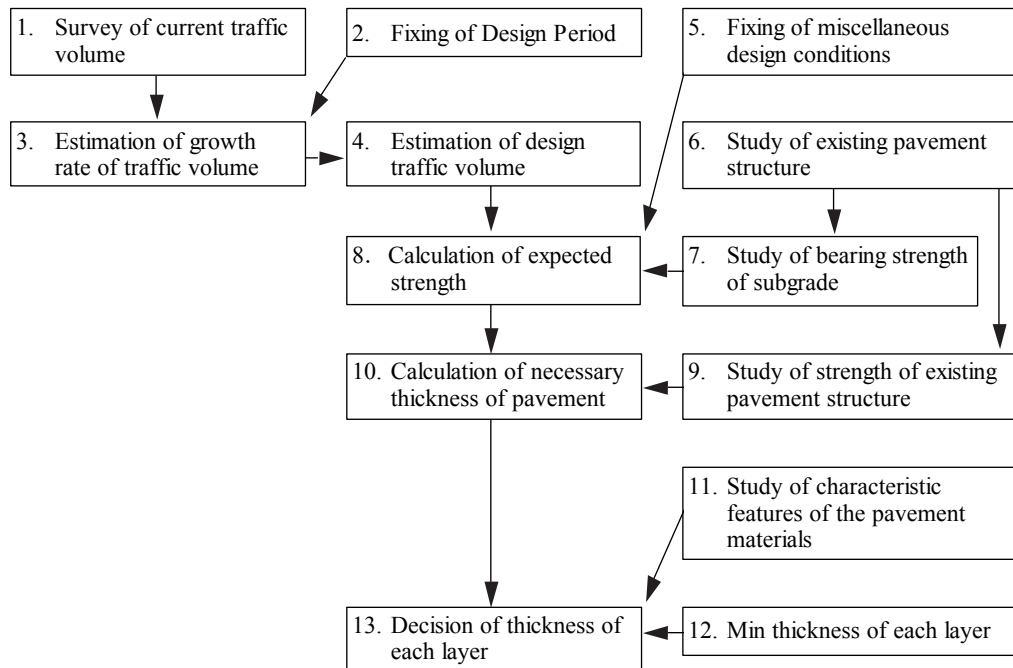 1. Survey of current traffic
volume
2. Fixing of Design Period
5. Fixing of miscellaneous
design conditions
3. Estimation of growth
rate of traffic volume
4. Estimation of design
traffic volume
6. Study of existing pavement
structure
8. Calculation of expected
strength
7. Study of bearing strength
of subgrade
10. Calculation of necessary
thickness of pavement
9. Study of strength of existing
pavement structure
11. Study of characteristic
features of the pavement
materials
13. Decision of thickness of
each layer
12. Min thickness of each layer